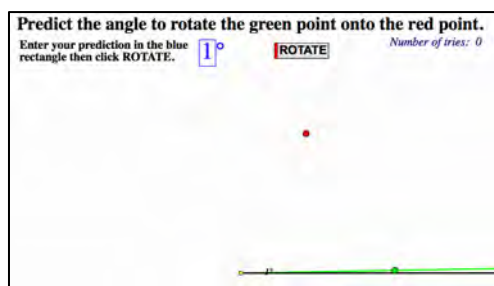 Predict the angle to rotate the green point onto the red point.
Enter your prediction in the blue
rectangle then click ROTATE.
1°
ROTATE
Number of tries: 0
1°